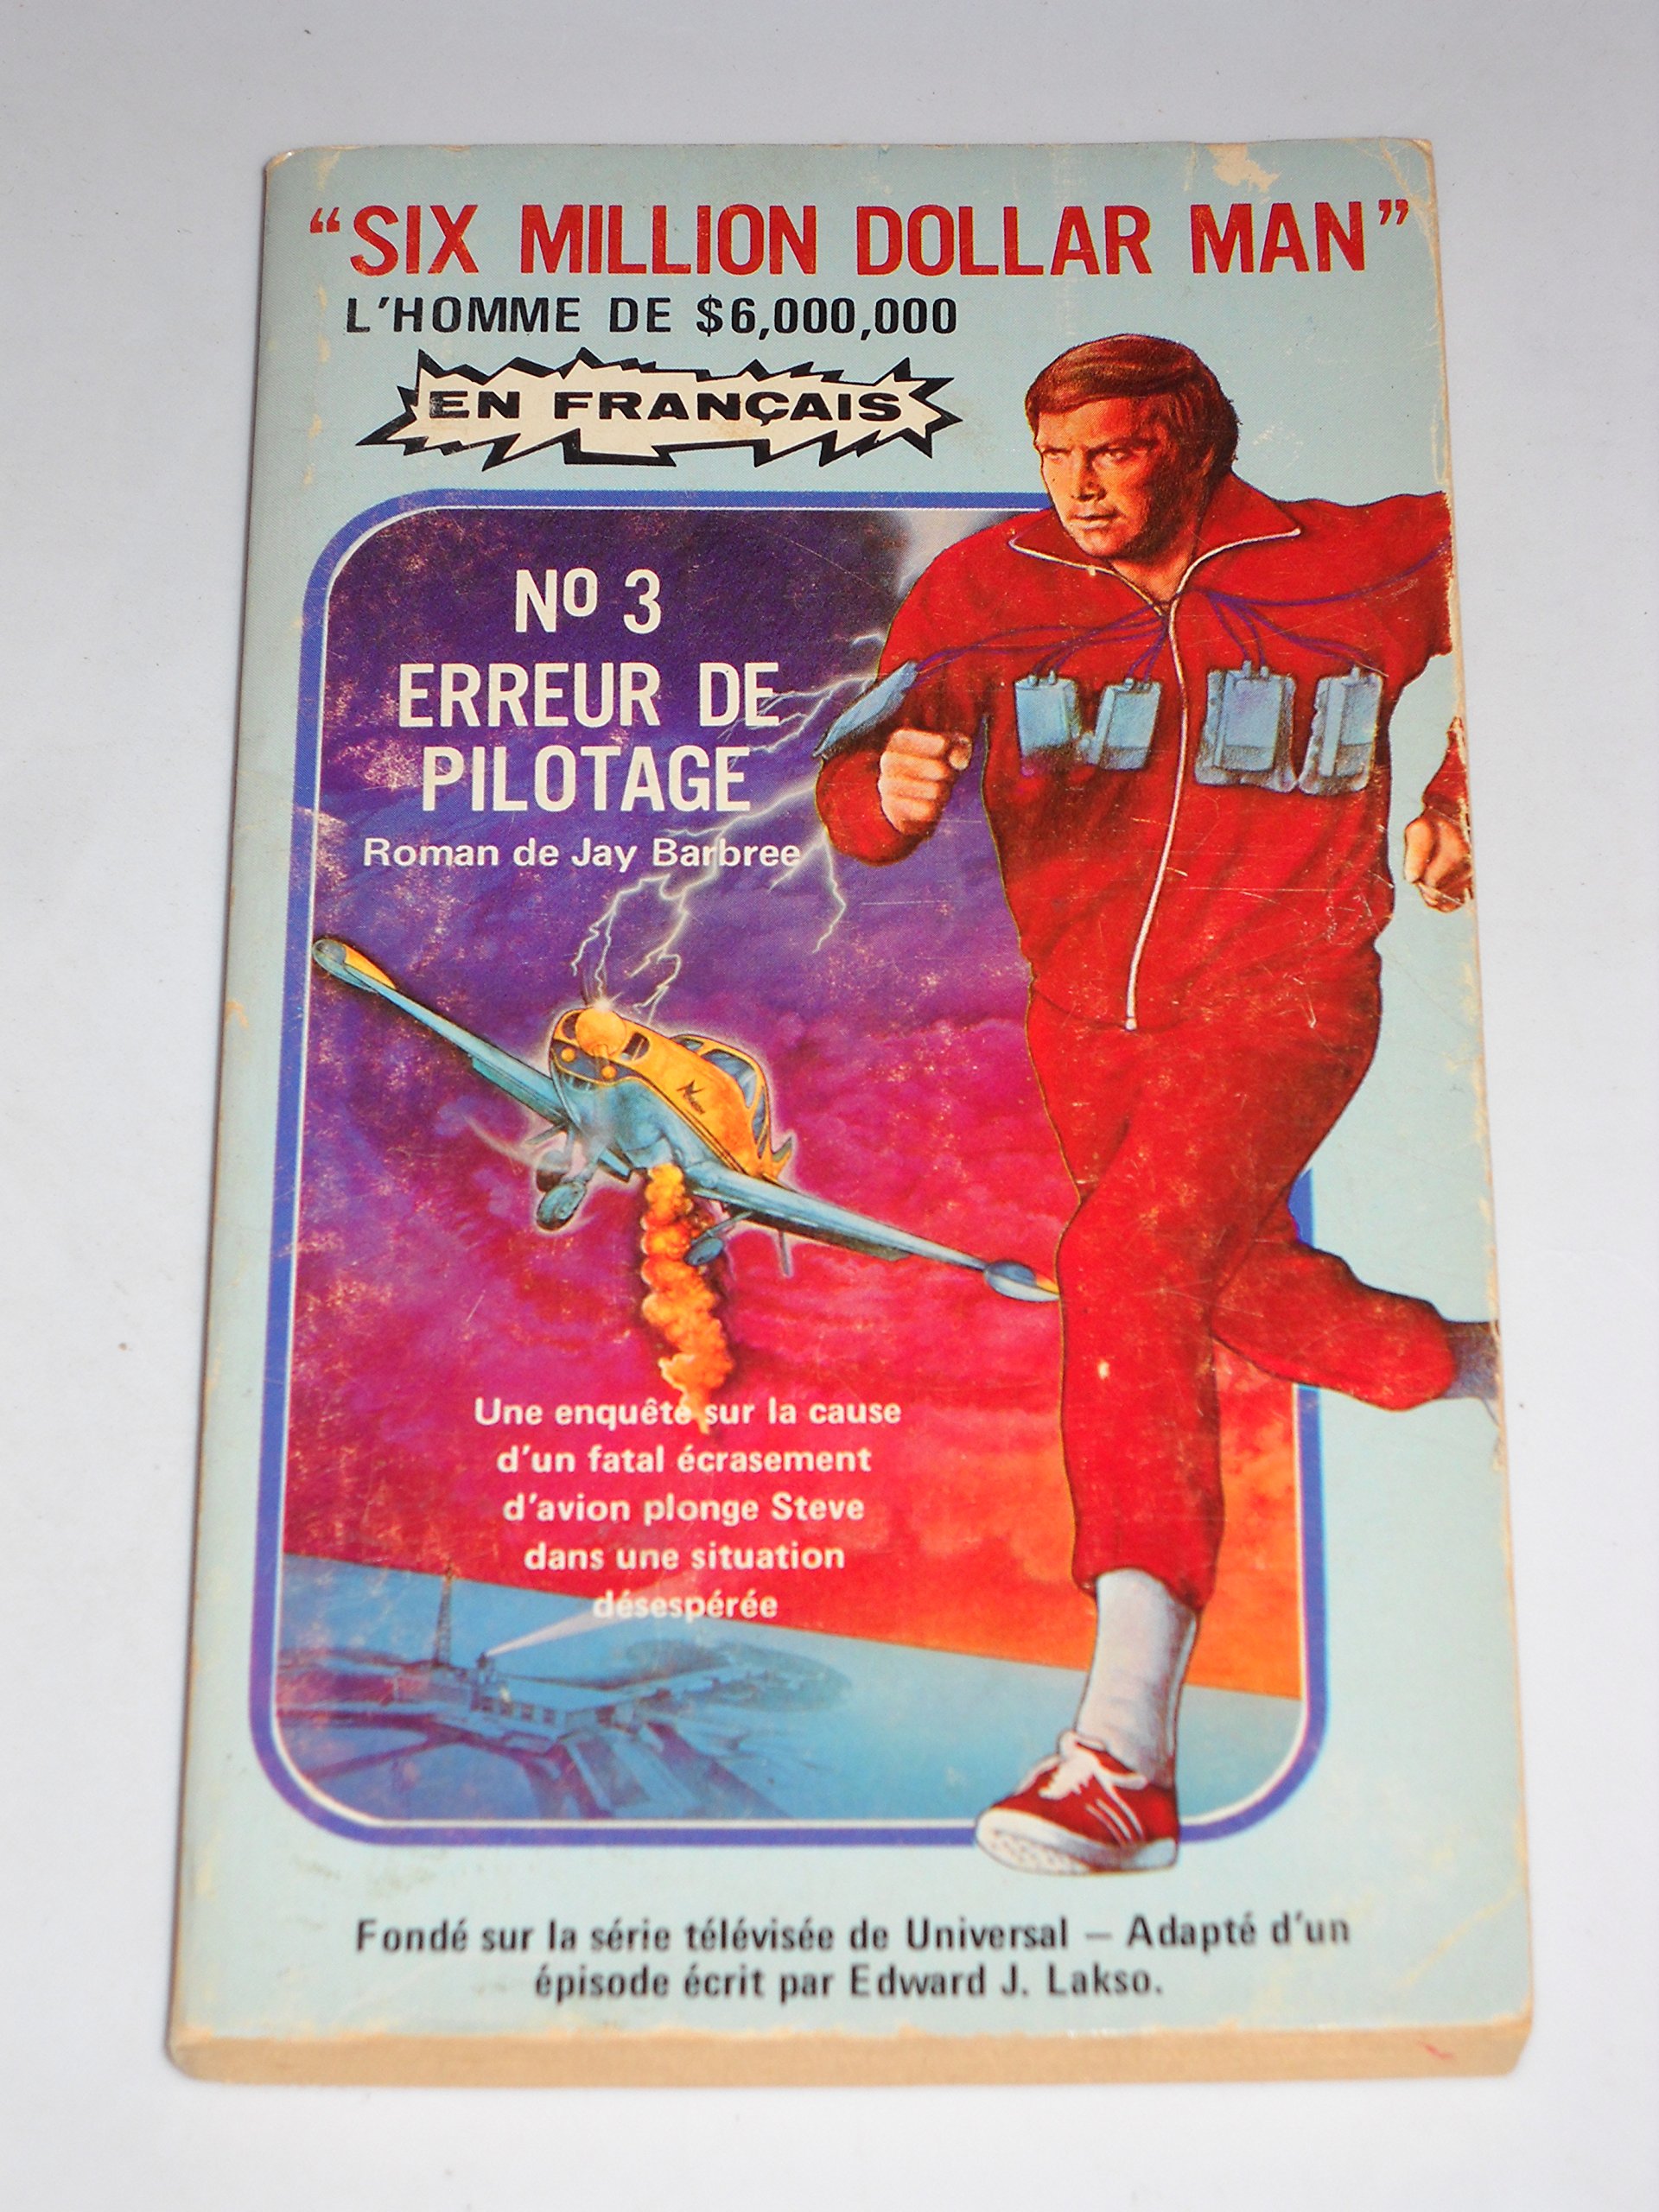 “SIX MILLION DOLLAR MAN”
L'HOMME DE $6,000,000
EN FRANÇAIS
Nº 3
ERREUR DE
PILOTAGE
Roman de Jay Barbree
Une enquête sur la cause
d'un fatal écrasement
d'avion plonge Steve
dans une situation
désespérée
Fondé sur la série télévisée de Universal — Adapté d'un
épisode écrit par Edward J. Lakso.